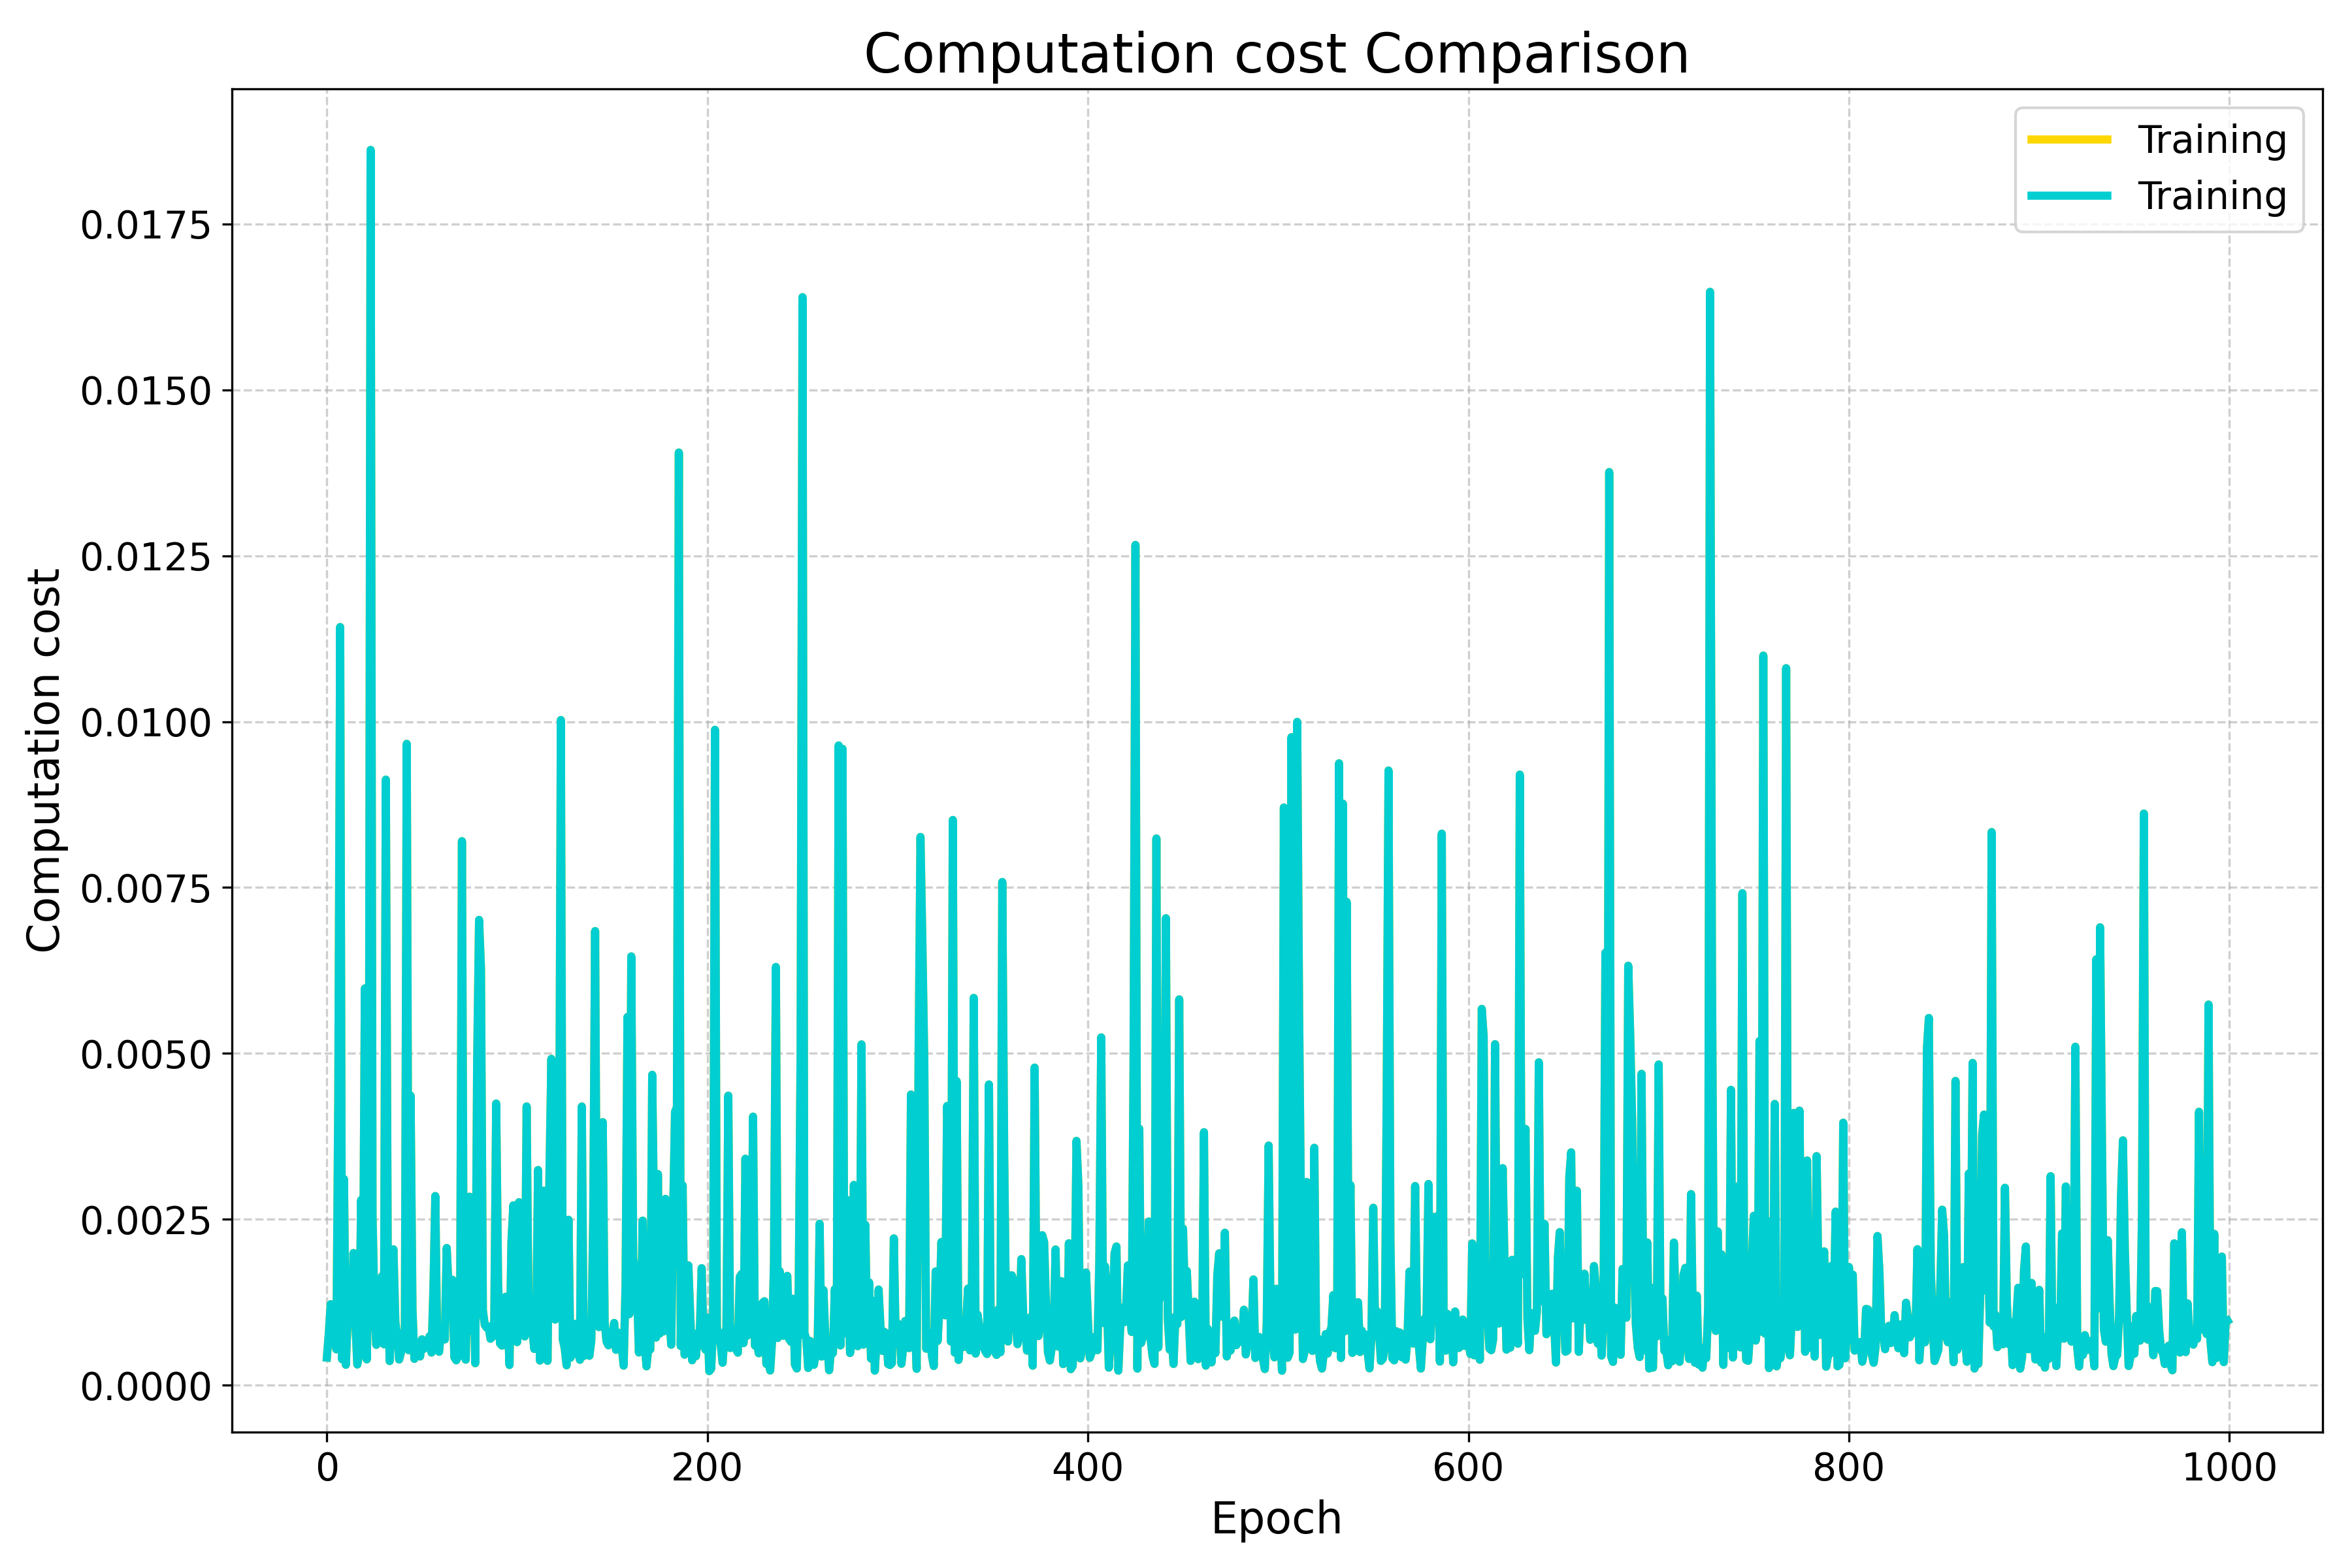 Computation cost Comparison
Training
Training
0.0175
0.0150
0.0125
0.0100
0.0075
0.0050
0.0025
0.0000
Computation cost
0 200 400 600 800 1000
Epoch